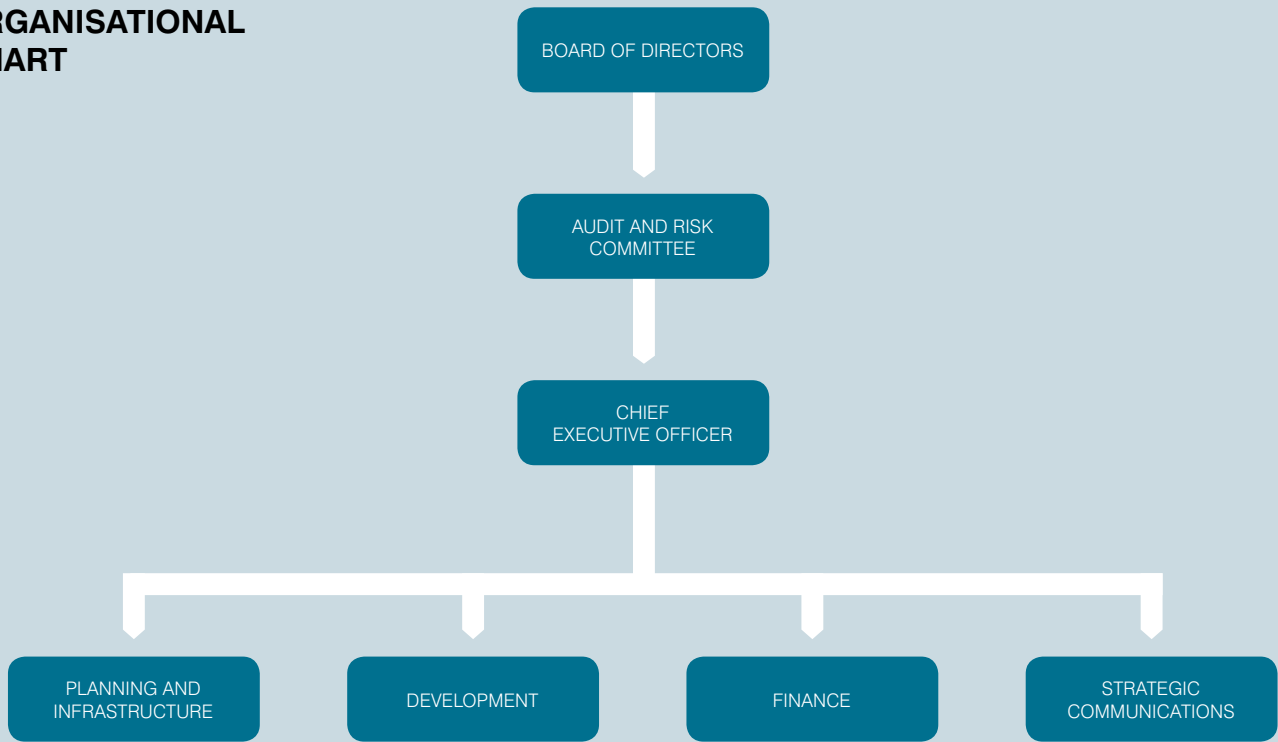 RGANISATIONAL
HART
BOARD OF DIRECTORS
AUDIT AND RISK
COMMITTEE
CHIEF
EXECUTIVE OFFICER
PLANNING AND
INFRASTRUCTURE
DEVELOPMENT
FINANCE
STRATEGIC
COMMUNICATIONS